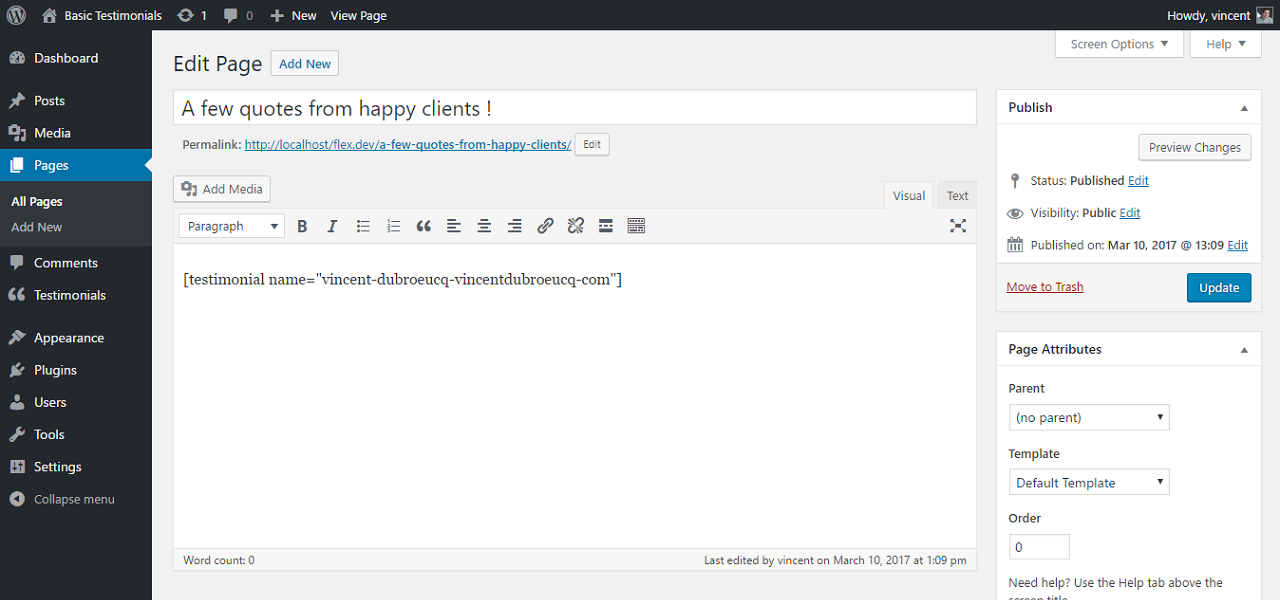 Basic Testimonials 1 0 New View Page Howdy, vincent
Screen Options Help
Dashboard
Posts
Media
Pages
All Pages
Add New
Comments
Testimonials
Appearance
Plugins
Users
Tools
Settings
Collapse menu
Edit Page Add New
A few quotes from happy clients !
Permalink: http://localhost/flex.dev/a-few-quotes-from-happy-clients/ Edit
Add Media
Visual Text
Paragraph B I
[testimonial name="vincent-dubroeucq-vincentdubroeucq-com"]
Word count: 0 Last edited by vincent on March 10, 2017 at 1:09 pm
Publish
Preview Changes
Status: Published Edit
Visibility: Public Edit
Published on: Mar 10, 2017 @ 13:09 Edit
Move to Trash Update
Page Attributes
Parent
(no parent)
Template
Default Template
Order
0
Need help? Use the Help tab above the
screen title.